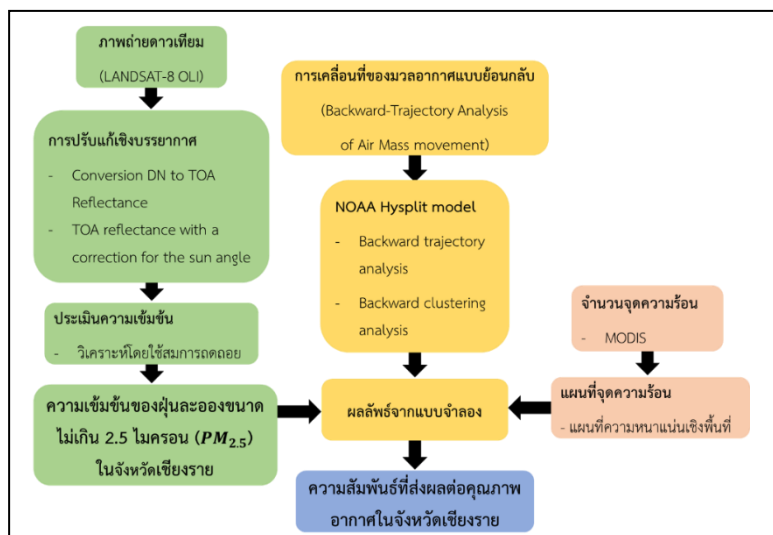 ภาพถ่ายดาวเทียม
(LANDSAT-8 OLI)
การปรับแก้เชิงบรรยากาศ
- Conversion DN to TOA
Reflectance
- TOA reflectance with a
correction for the sun angle
ประเมินความเข้มข้น
- วิเคราะห์โดยใช้สมการถดถอย
ความเข้มข้นของฝุ่นละอองขนาด
ไม่เกิน 2.5 ไมครอน (PM2.5)
ในจังหวัดเชียงราย
การเคลื่อนที่ของมวลอากาศแบบย้อนกลับ
(Backward-Trajectory Analysis
of Air Mass movement)
NOAA Hysplit model
- Backward trajectory
analysis
- Backward clustering
analysis
ผลลัพธ์จากแบบจำลอง
จำนวนจุดความร้อน
- MODIS
แผนที่จุดความร้อน
- แผนที่ความหนาแน่นเชิงพื้นที่
ความสัมพันธ์ที่ส่งผลต่อคุณภาพ
อากาศในจังหวัดเชียงราย